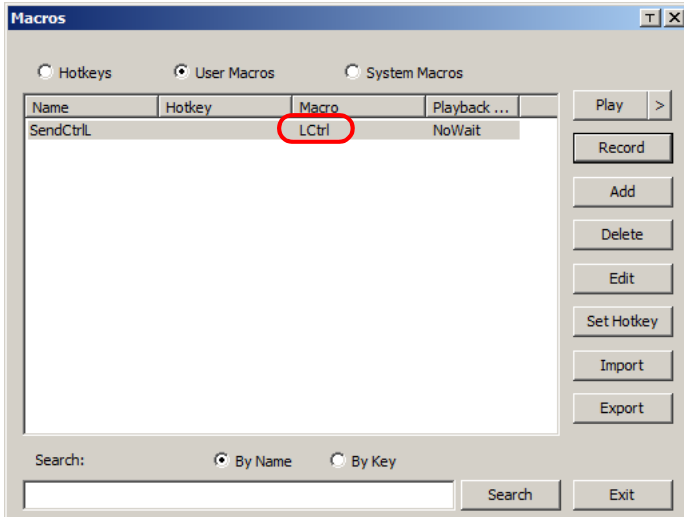 Macros
Hotkeys User Macros System Macros
Name Hotkey Macro Playback ...
SendCtrlL LCtrl NoWait
Play >
Record
Add
Delete
Edit
Set Hotkey
Import
Export
Search: By Name By Key
Search Exit